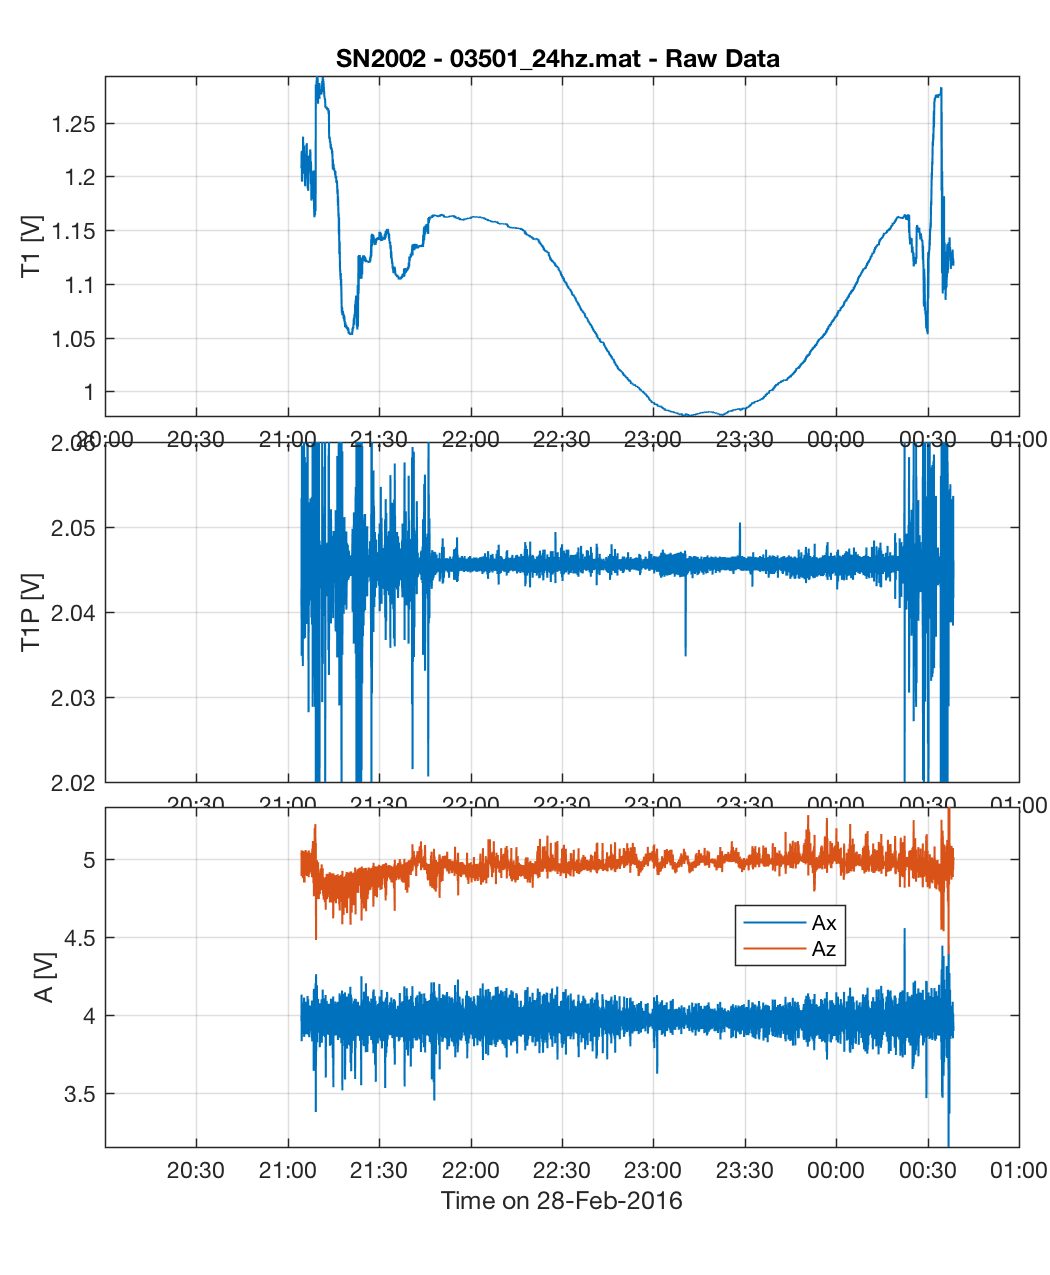 SN2002 - 03501_24hz.mat - Raw Data
T1 [V]
1.25
1.2
1.15
1.1
1.05
1
20:00 20:30 21:00 21:30 22:00 22:30 23:00 23:30 00:00 00:30 01:00
T1P [V]
2.06
2.05
2.04
2.03
2.02
20:30 21:00 21:30 22:00 22:30 23:00 23:30 00:00 00:30 01:00
A [V]
5
4.5
4
3.5
Ax
Az
20:30 21:00 21:30 22:00 22:30 23:00 23:30 00:00 00:30 01:00
Time on 28-Feb-2016